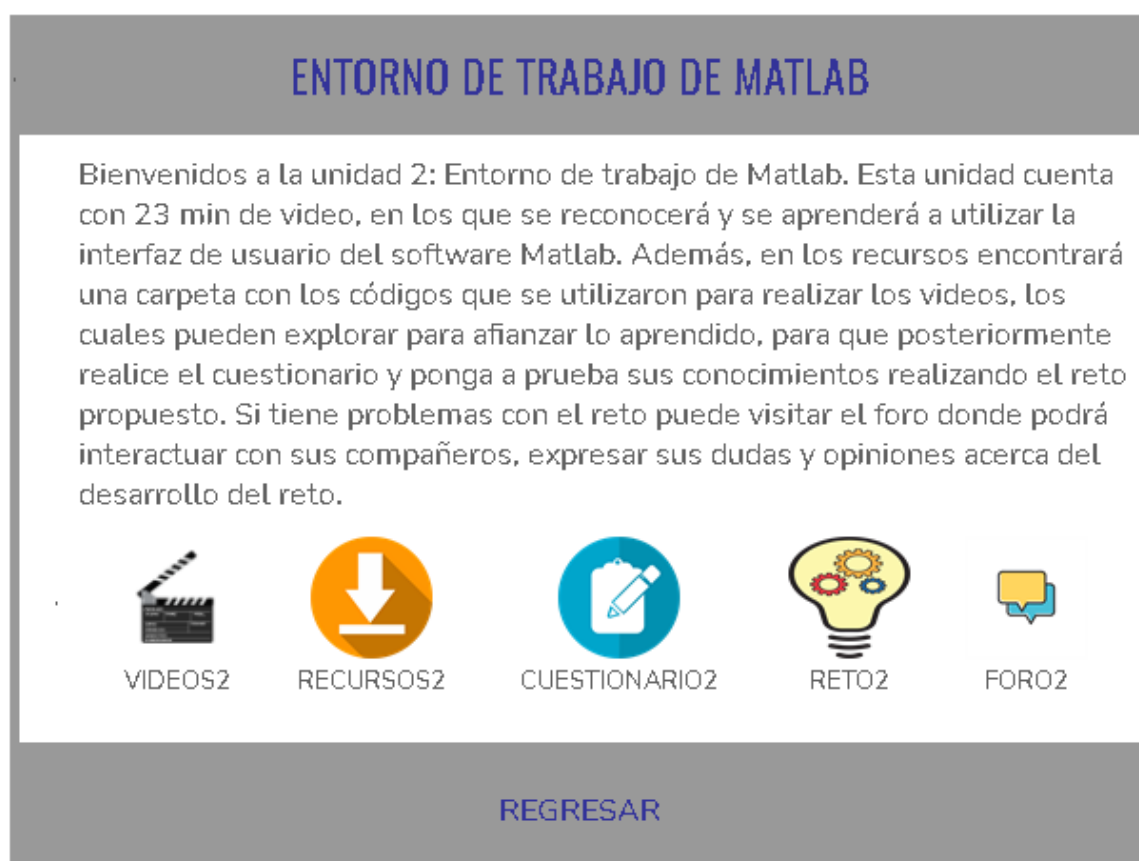 ENTORNO DE TRABAJO DE MATLAB
Bienvenidos a la unidad 2: Entorno de trabajo de Matlab. Esta unidad cuenta
con 23 min de video, en los que se reconocerá y se aprenderá a utilizar la
interfaz de usuario del software Matlab. Además, en los recursos encontrará
una carpeta con los códigos que se utilizaron para realizar los videos, los
cuales pueden explorar para afianzar lo aprendido, para que posteriormente
realice el cuestionario y ponga a prueba sus conocimientos realizando el reto
propuesto. Si tiene problemas con el reto puede visitar el foro donde podrá
interactuar con sus compañeros, expresar sus dudas y opiniones acerca del
desarrollo del reto.
VIDEOS2 RECURSOS2 CUESTIONARIO2 RETO2 FORO2
REGRESAR